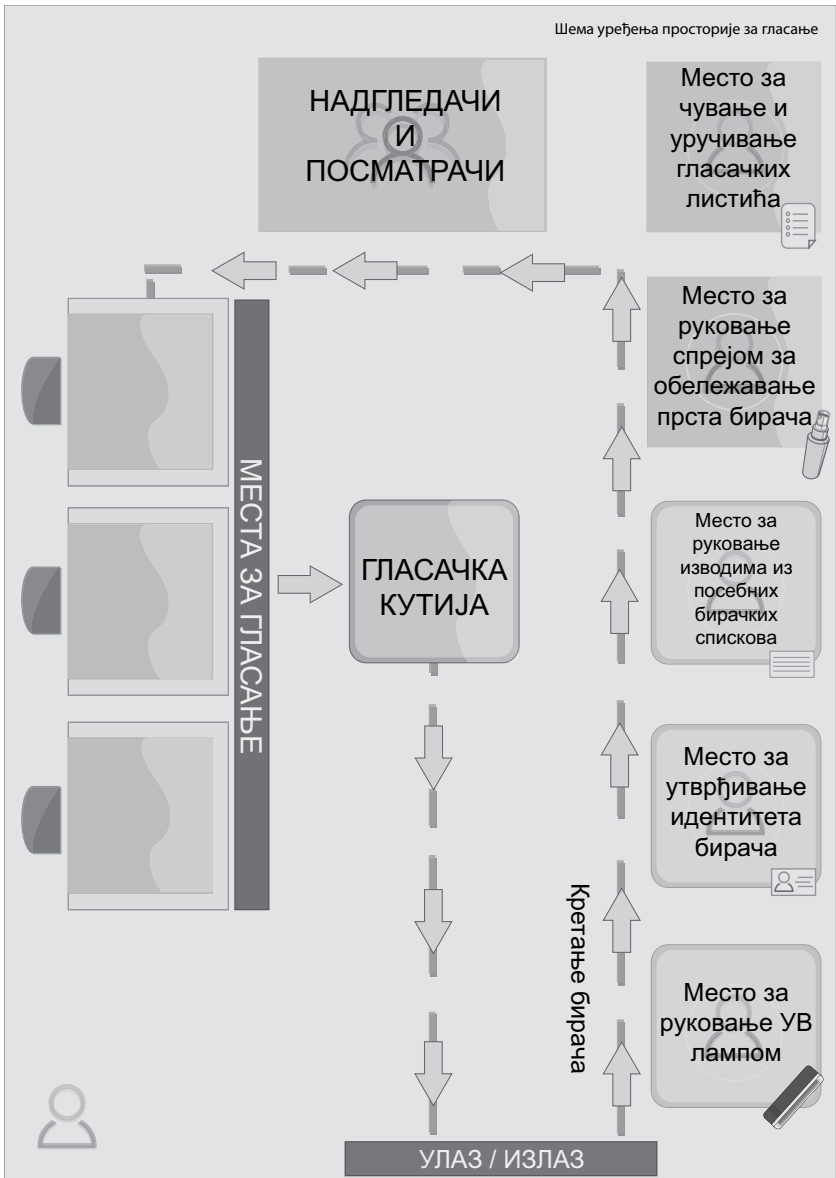 Шема уређења просторије за гласање
НАДГЛЕДАЧИ
И
ПОСМАТРАЧИ
Место за
чување и
уручивање
гласачких
листића
Место за
руковање
спрејом за
обележавање
прста бирача
МЕСТА ЗА ГЛАСАЊЕ
ГЛАСАЧКА
КУТИЈА
Место за
руковање
изводима из
посебних
бирачких
спискова
Место за
утврђивање
идентитета
бирача
Кретање бирача
Место за
руковање УВ
лампом
УЛАЗ / ИЗЛАЗ